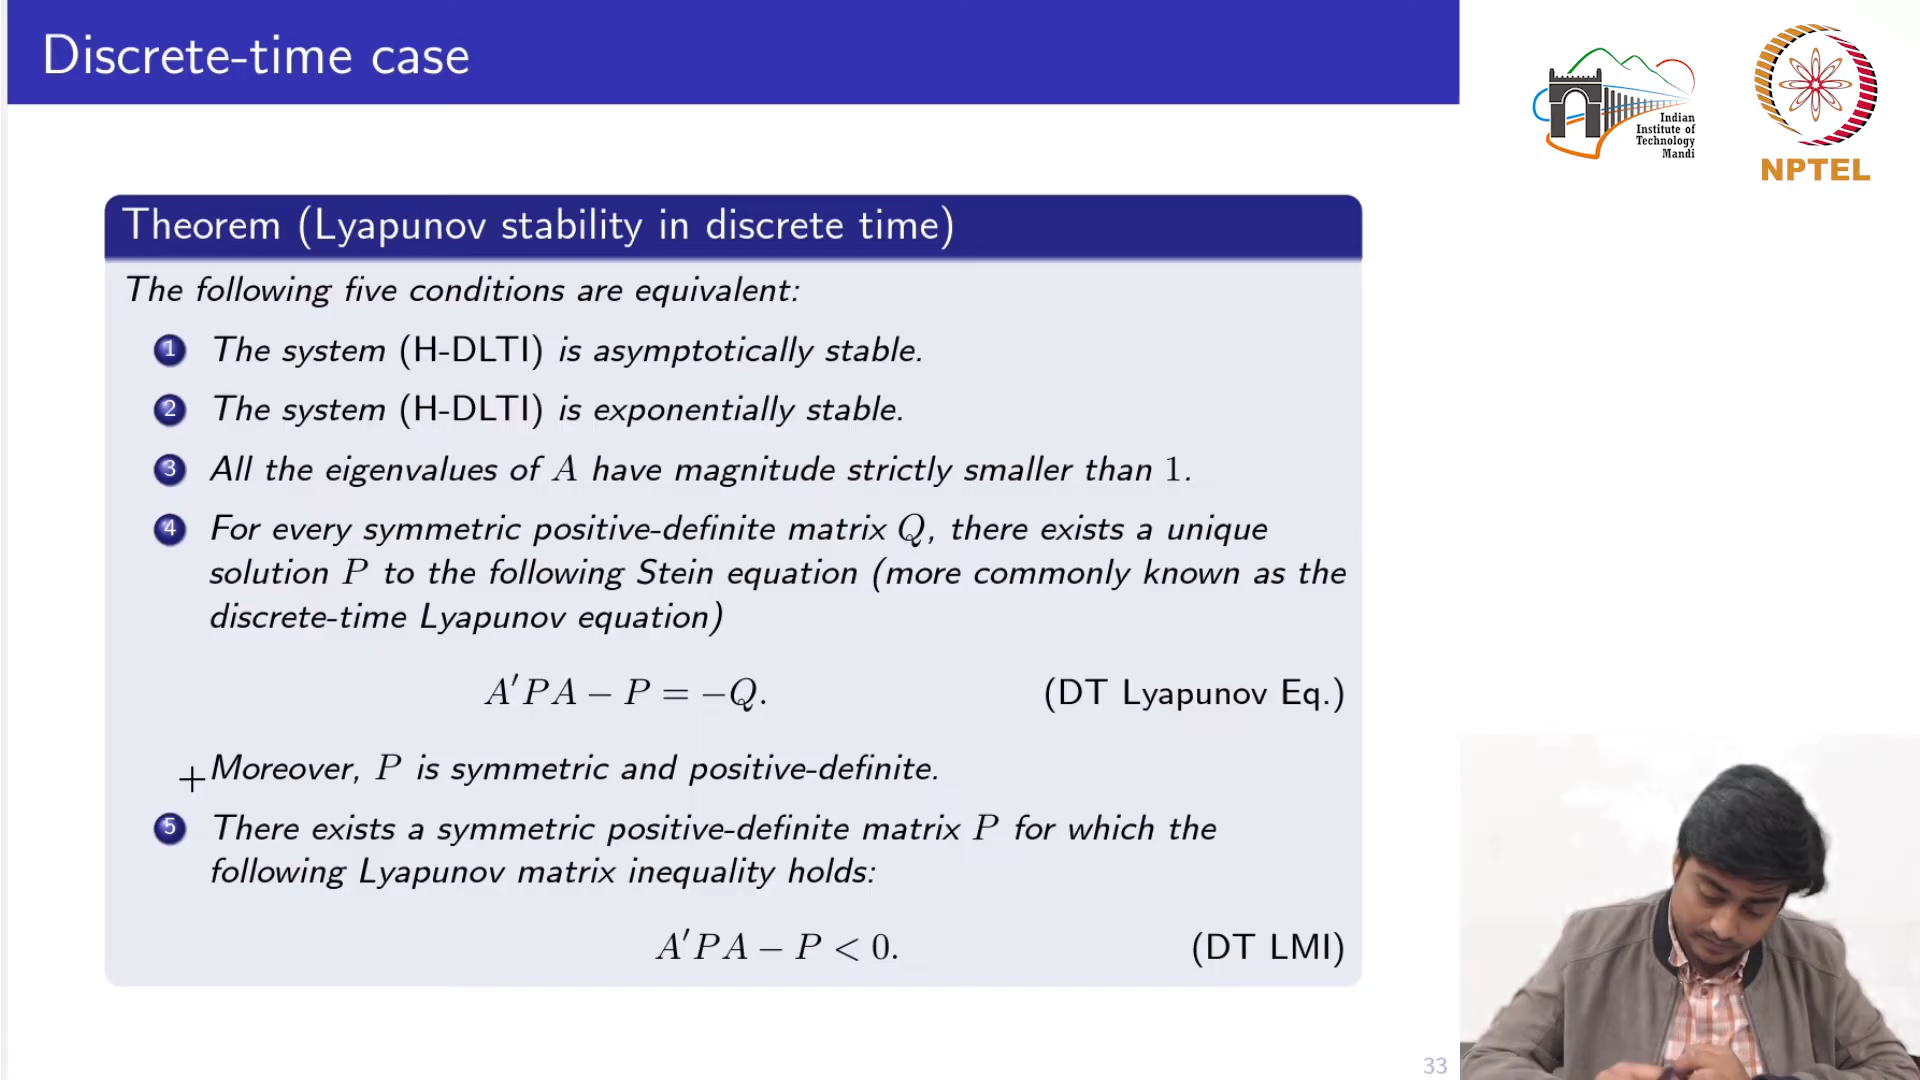 Discrete-time case
Indian
Institute of
Technology
Mandi
NPTEL
Theorem (Lyapunov stability in discrete time)
The following five conditions are equivalent:
1 The system (H-DLTI) is asymptotically stable.
2 The system (H-DLTI) is exponentially stable.
3 All the eigenvalues of A have magnitude strictly smaller than 1.
4 For every symmetric positive-definite matrix Q, there exists a unique
solution P to the following Stein equation (more commonly known as the
discrete-time Lyapunov equation)
A′PA − P = −Q. (DT Lyapunov Eq.)
Moreover, P is symmetric and positive-definite.
5 There exists a symmetric positive-definite matrix P for which the
following Lyapunov matrix inequality holds:
A′PA − P < 0. (DT LMI)
33